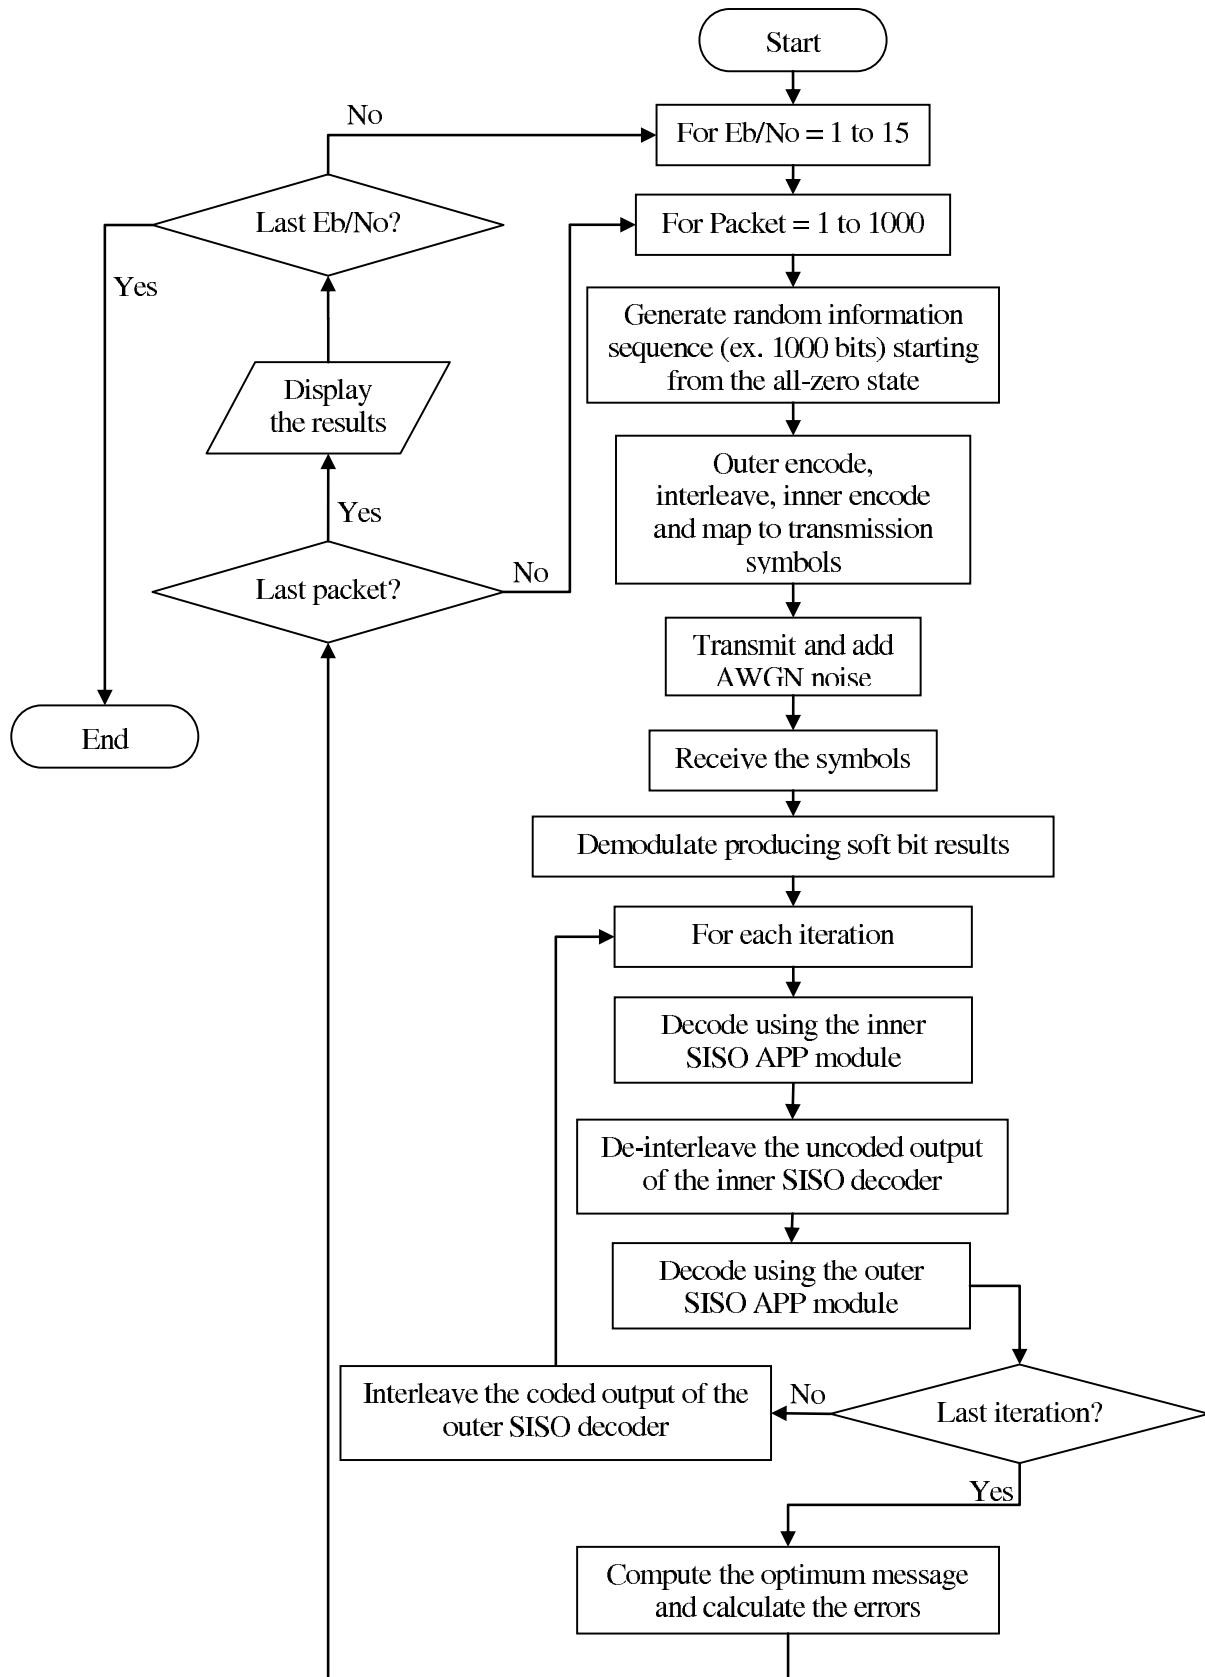 Start
No
For Eb/No = 1 to 15
Last Eb/No?
For Packet = 1 to 1000
Yes
Generate random information
sequence (ex. 1000 bits) starting
from the all-zero state
Display
the results
Outer encode,
interleave, inner encode
and map to transmission
symbols
Yes
Last packet?
No
Transmit and add
AWGN noise
End
Receive the symbols
Demodulate producing soft bit results
For each iteration
Decode using the inner
SISO APP module
De-interleave the uncoded output
of the inner SISO decoder
Decode using the outer
SISO APP module
Interleave the coded output of the
outer SISO decoder
No
Last iteration?
Yes
Compute the optimum message
and calculate the errors